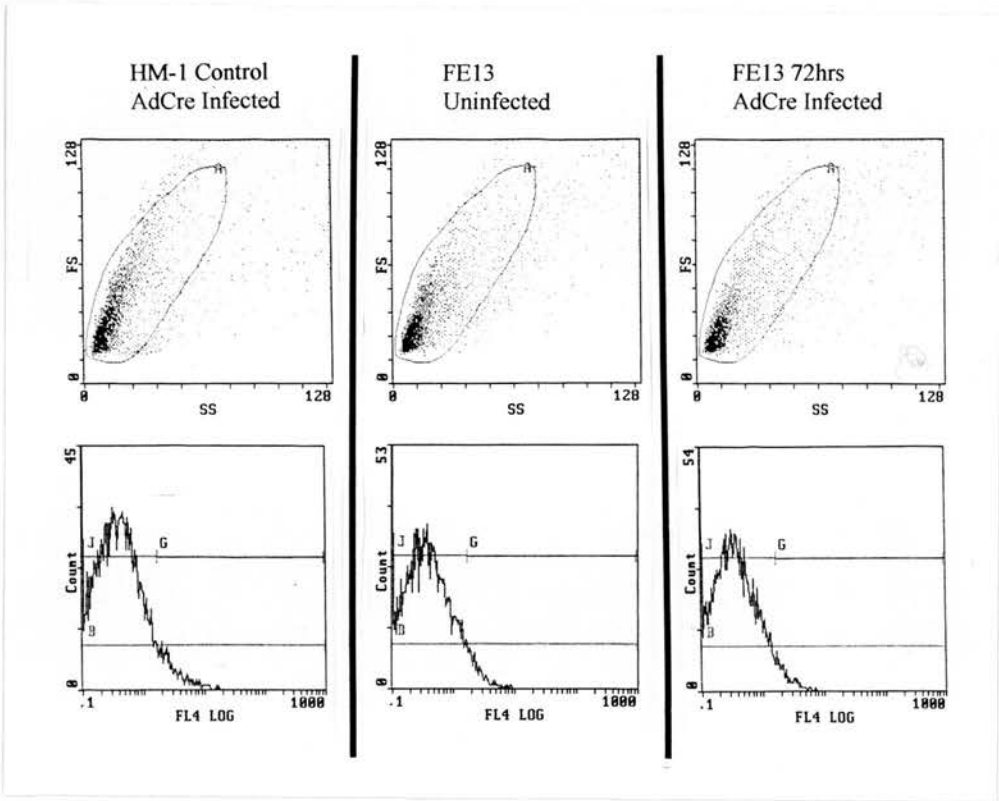 HM-1 Control
AdCre Infected
FE13
Uninfected
FE13 72hrs
AdCre Infected
128
FS
0
A
0
128
SS
128
FS
0
A
0
128
SS
128
FS
0
A
0
128
SS
45
Count
0
J
G
B
.1
1000
FL4 LOG
53
Count
0
J
G
B
.1
1000
FL4 LOG
54
Count
0
J
G
B
.1
1000
FL4 LOG